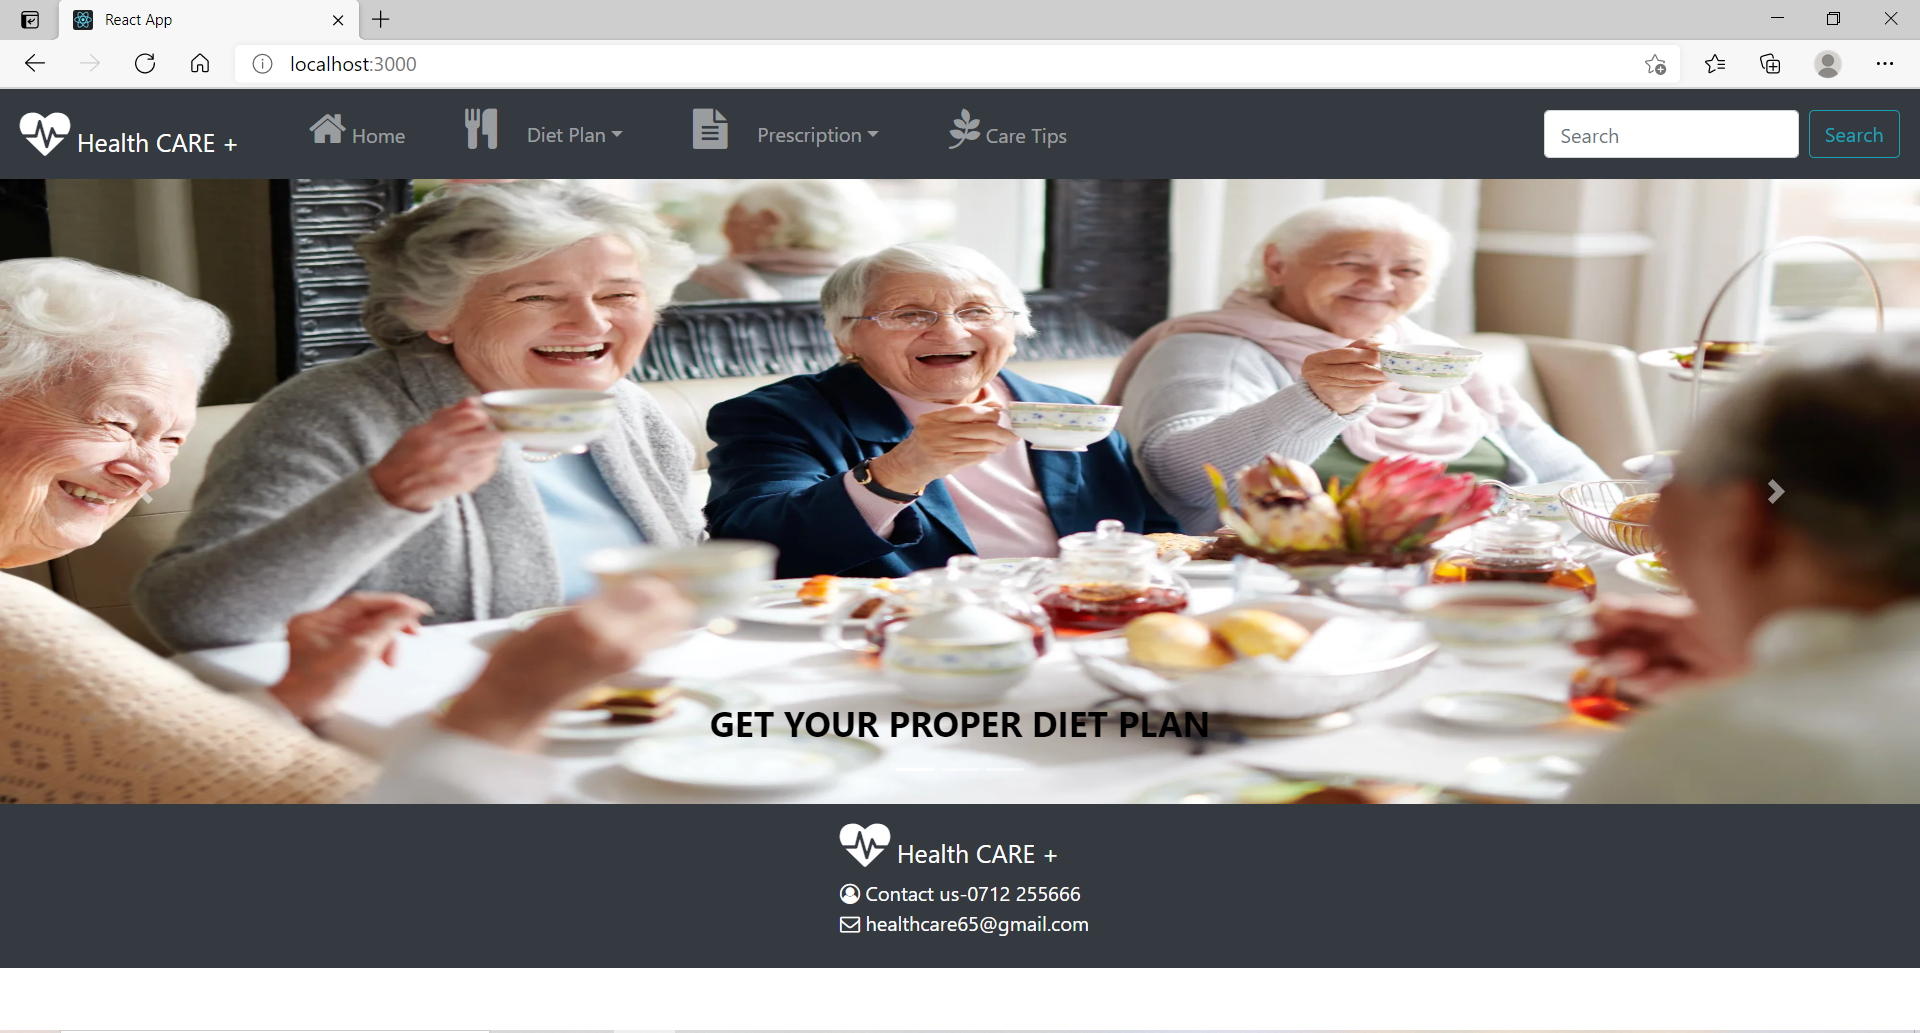 React App
localhost:3000
Health CARE +
Home
Diet Plan
Prescription
Care Tips
Search
Search
GET YOUR PROPER DIET PLAN
Health CARE +
Contact us-0712 255666
healthcare65@gmail.com